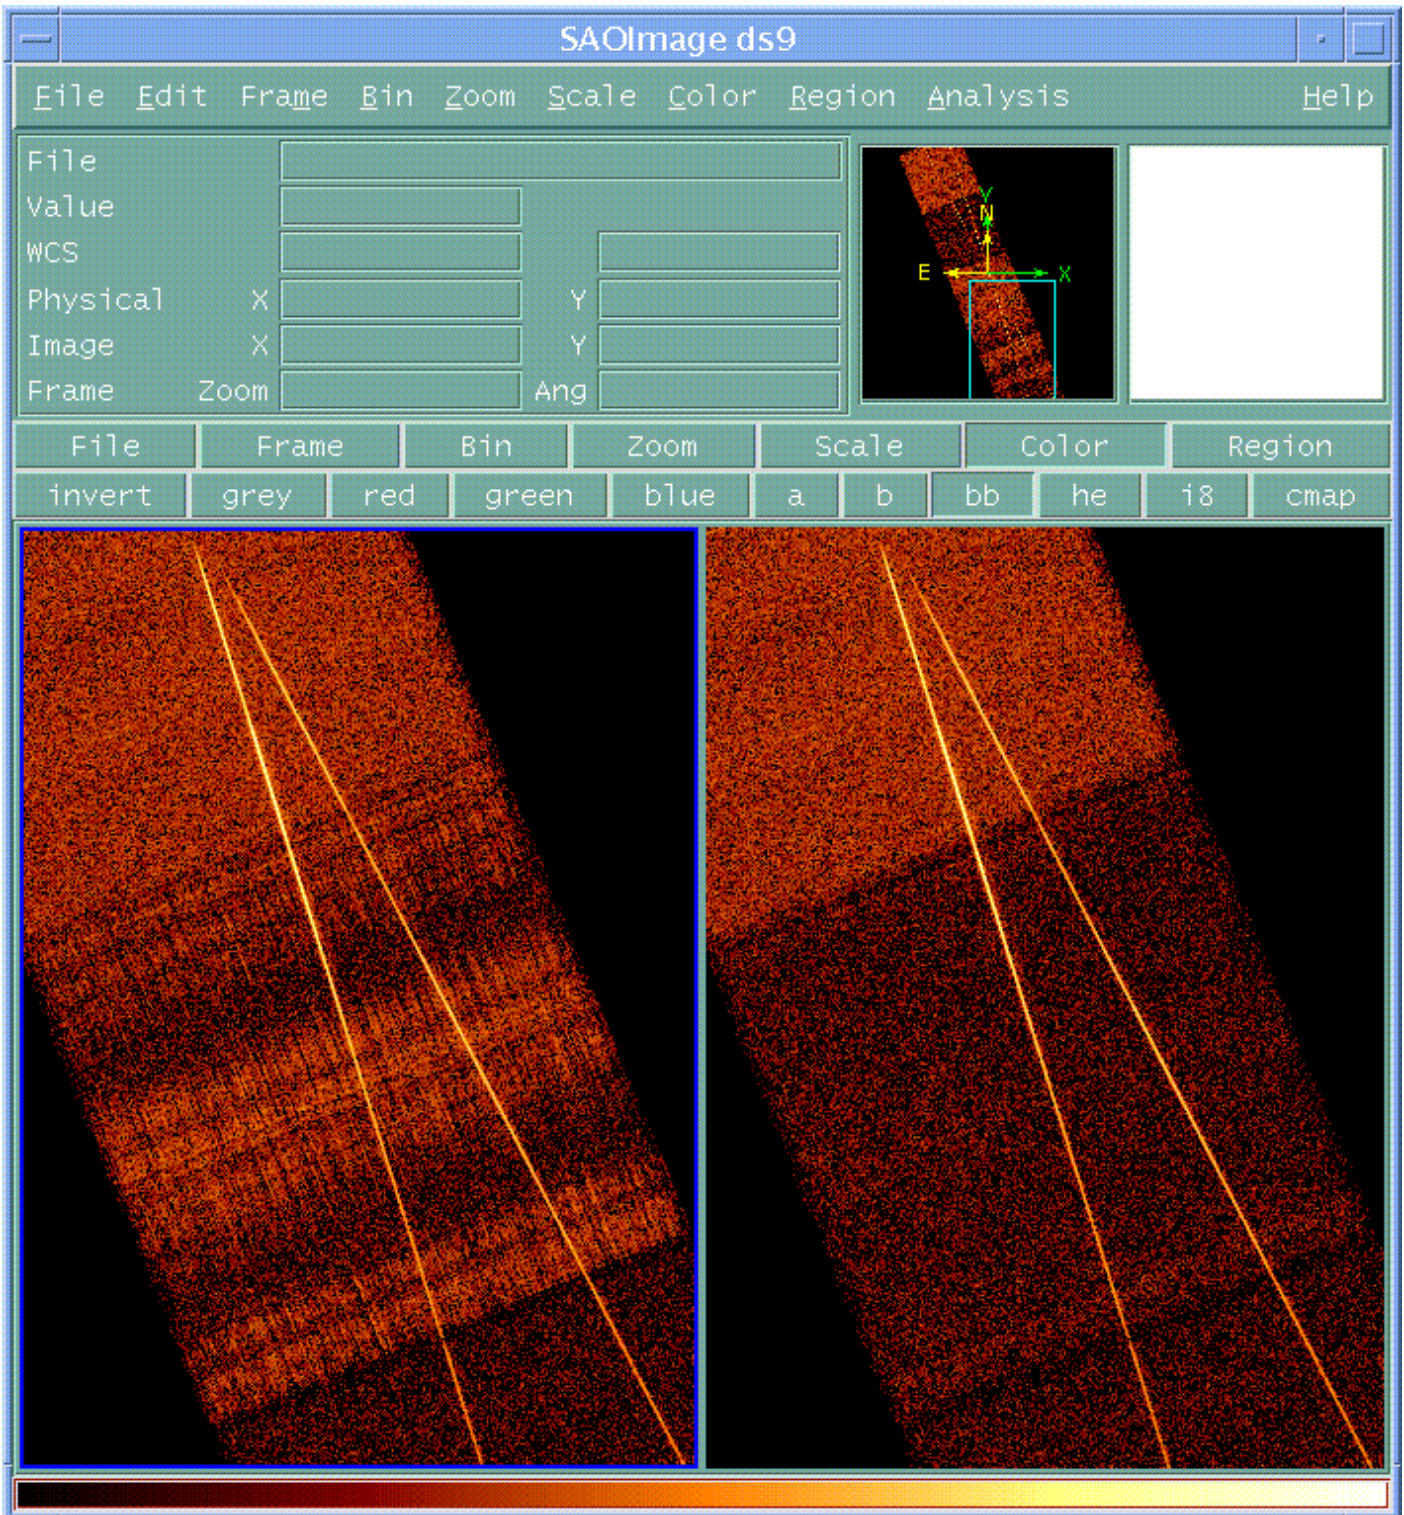 SAOImage ds9
File Edit Frame Bin Zoom Scale Color Region Analysis Help
File
Value
WCS
Physical X Y
Image X Y
Frame Zoom Ang
Y
N
E X
File Frame Bin Zoom Scale Color Region
invert grey red green blue a b bb he i8 cmap